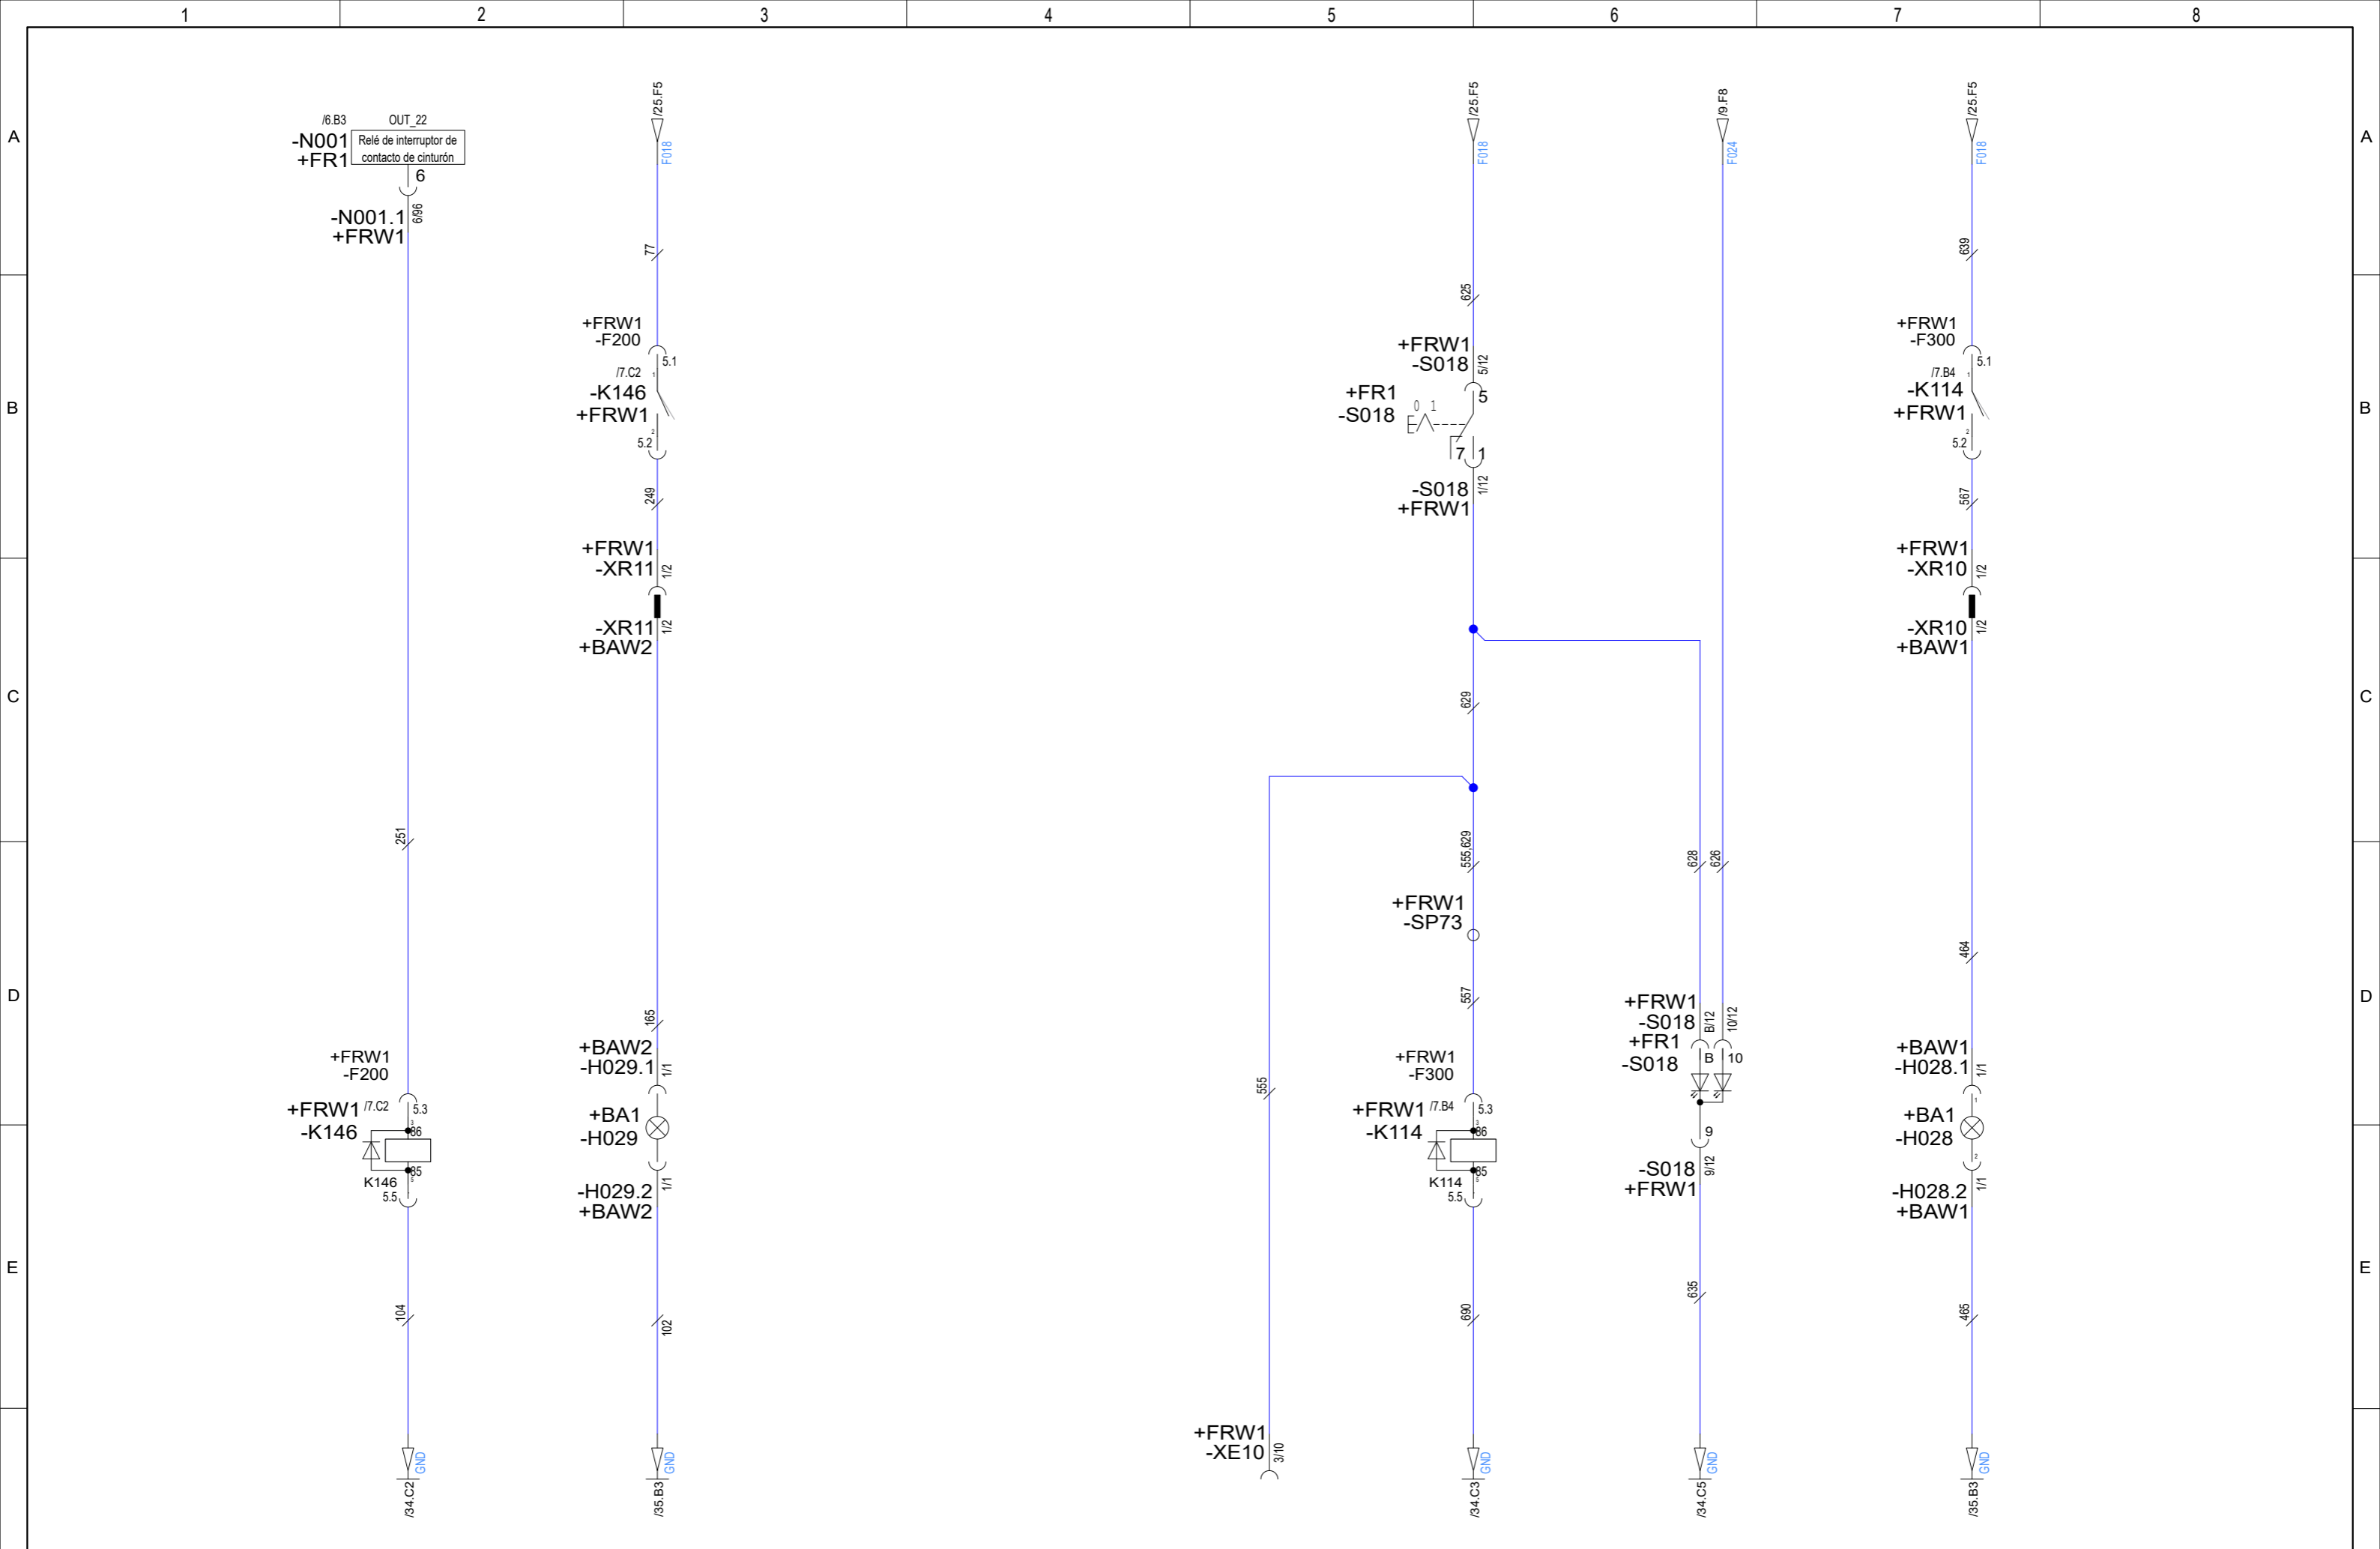 1 2 3 4 5 6 7 8
A
/6.B3 OUT_22
-N001
+FR1
Relé de interruptor de
contacto de cinturón
6
-N001.1
+FRW1
6/96
251
+FRW1
-F200
+FRW1
-K146
/7.C2
5.3
3
86
85
5
K146
5.5
104
GND
/34.C2
/25.F5
F018
77
+FRW1
-F200
5.1
/7.C2
1
-K146
+FRW1
2
5.2
249
+FRW1
-XR11
1/2
-XR11
+BAW2
1/2
165
+BAW2
-H029.1
1/1
+BA1
-H029
-H029.2
+BAW2
1/1
102
GND
/35.B3
555
+FRW1
-XE10
3/10
/25.F5
F018
625
+FRW1
-S018
5/12
+FR1
-S018
0 1
5
7 1
-S018
+FRW1
1/12
629
555,629
+FRW1
-SP73
557
+FRW1
-F300
+FRW1
-K114
/7.B4
5.3
3
86
85
5
K114
5.5
690
GND
/34.C3
/9.F8
F024
628
626
+FRW1
-S018
+FR1
-S018
B/12
10/12
B 10
9
-S018
+FRW1
9/12
635
GND
/34.C5
/25.F5
F018
639
+FRW1
-F300
5.1
/7.B4
1
-K114
+FRW1
2
5.2
567
+FRW1
-XR10
1/2
-XR10
+BAW1
1/2
464
+BAW1
-H028.1
1/1
1
+BA1
-H028
2
-H028.2
+BAW1
1/1
465
GND
/35.B3
A
B
B
C
C
D
D
E
E